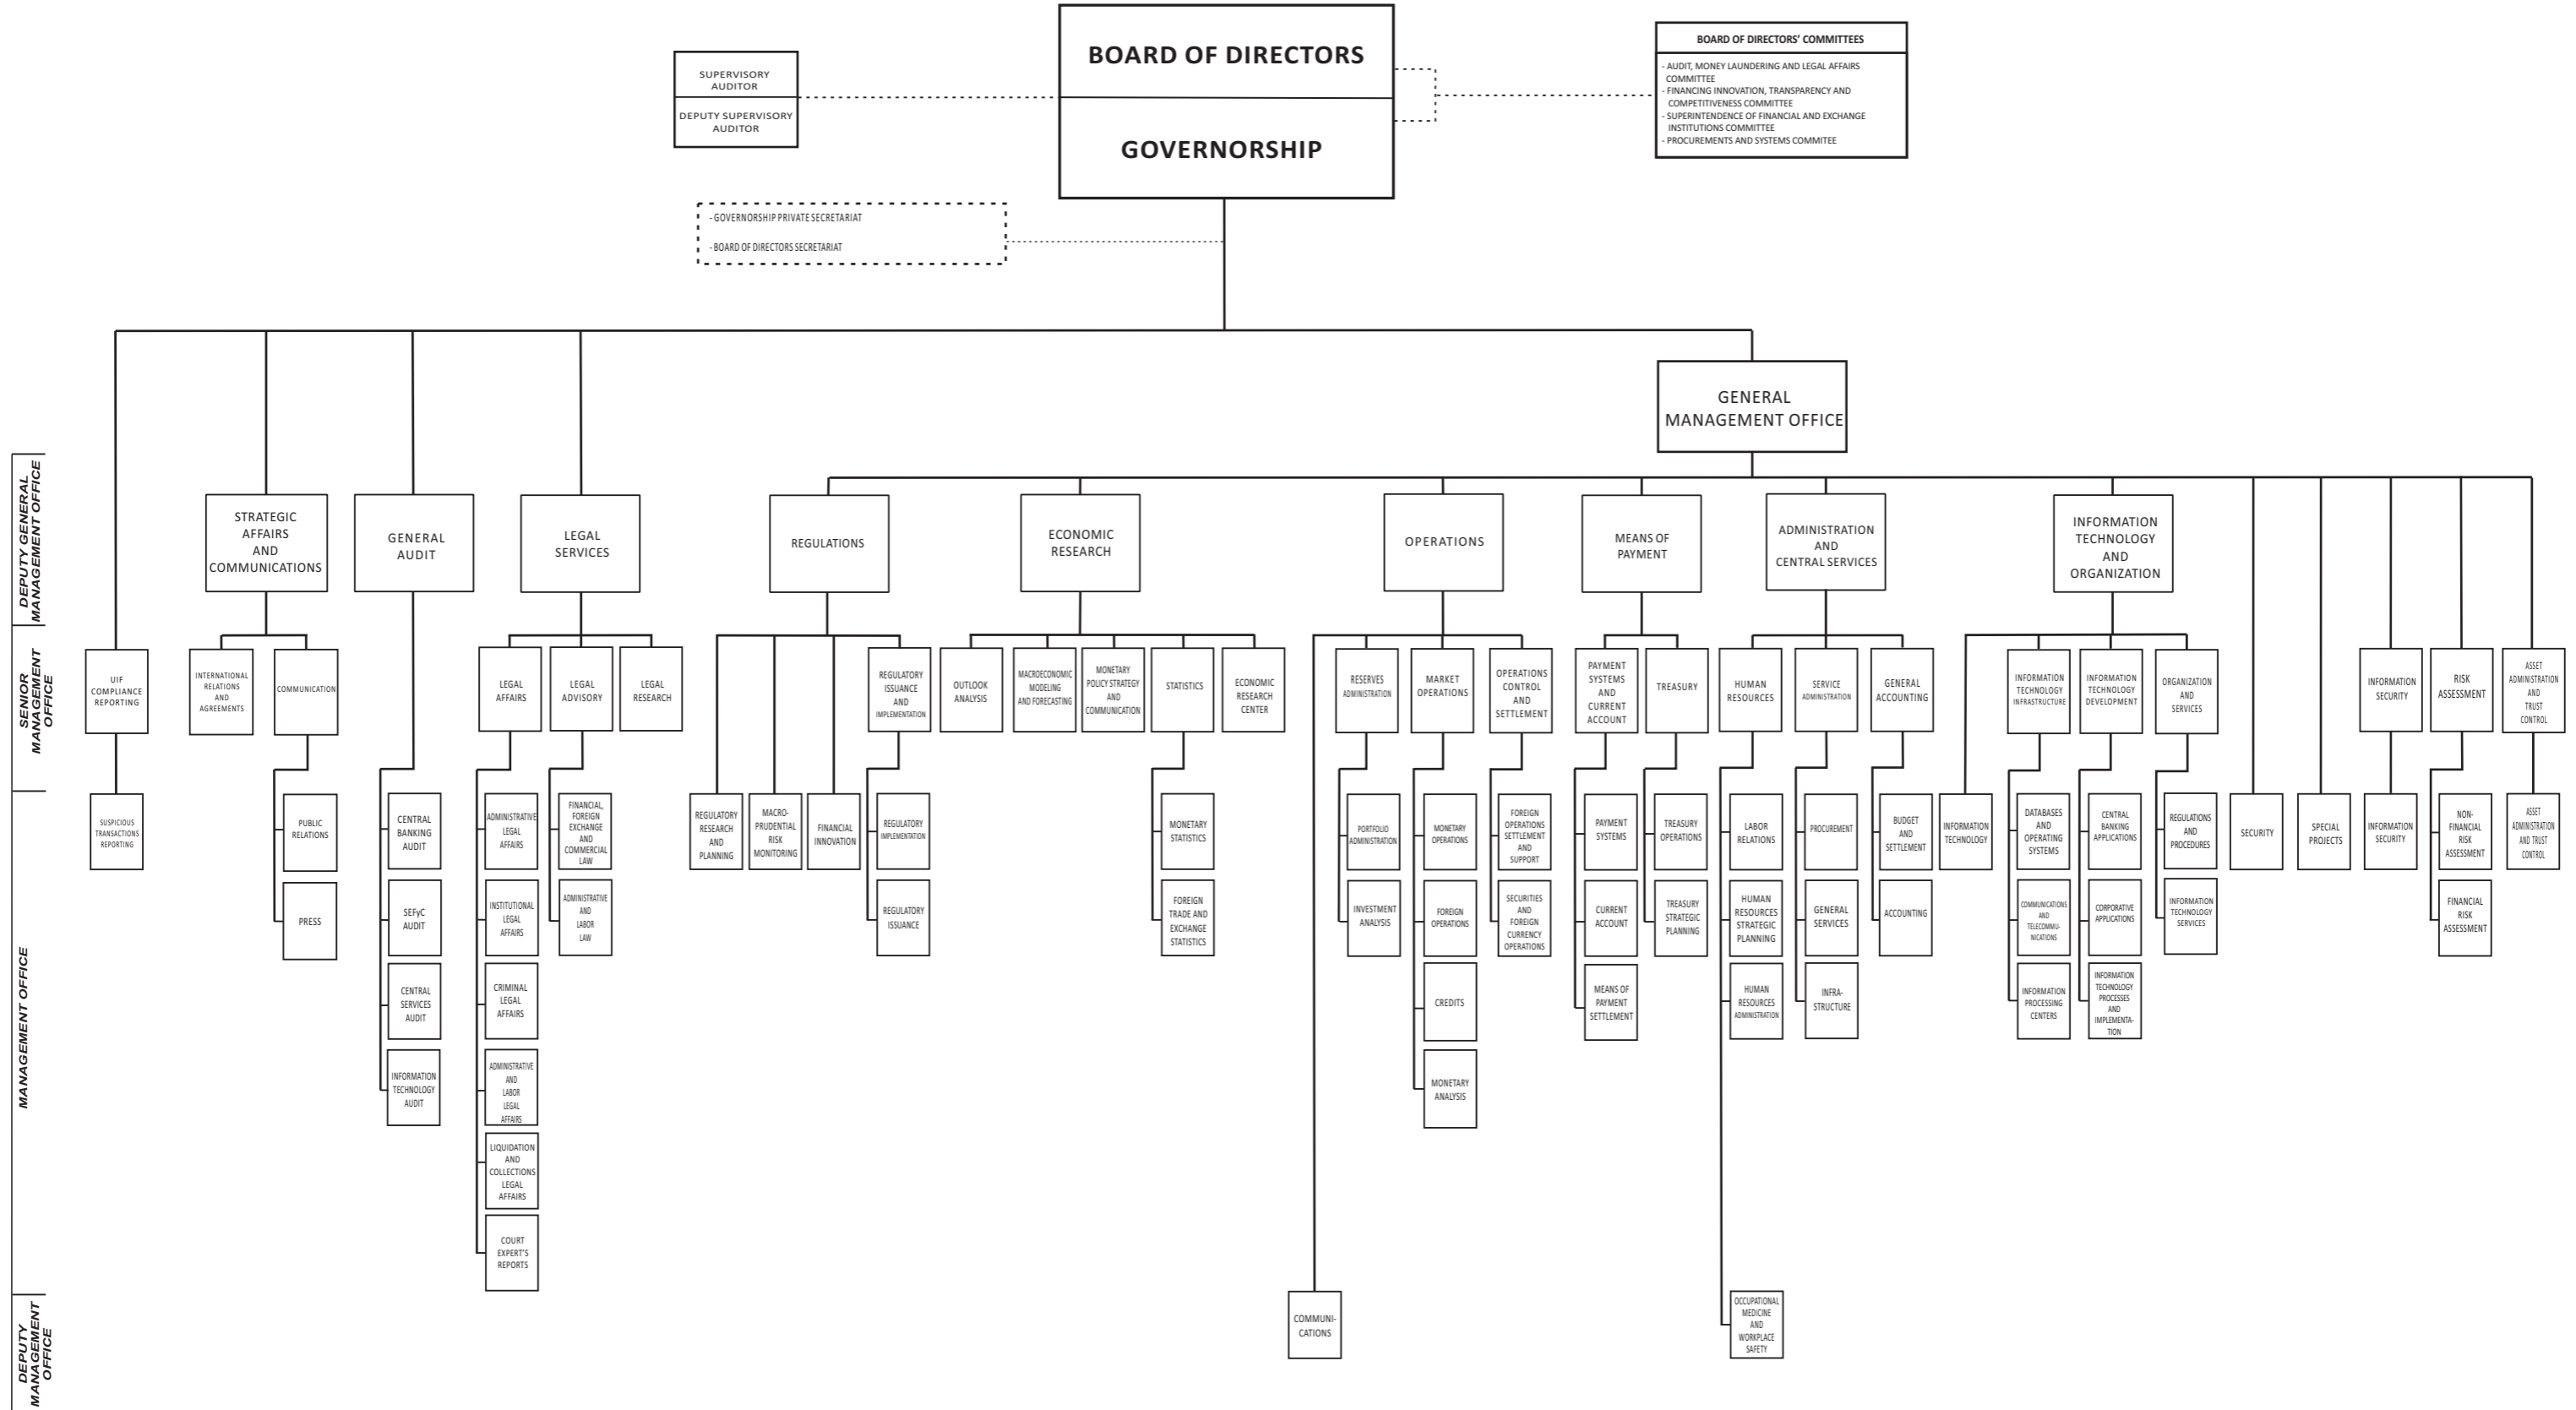 BOARD OF DIRECTORS
GOVERNORSHIP
SUPERVISORY
AUDITOR
DEPUTY SUPERVISORY
AUDITOR
BOARD OF DIRECTORS' COMMITTEES
- AUDIT, MONEY LAUNDERING AND LEGAL AFFAIRS
COMMITTEE
- FINANCING INNOVATION, TRANSPARENCY AND
COMPETITIVENESS COMMITTEE
- SUPERINTENDENCE OF FINANCIAL AND EXCHANGE
INSTITUTIONS COMMITTEE
- PROCUREMENTS AND SYSTEMS COMMITEE
- GOVERNORSHIP PRIVATE SECRETARIAT
- BOARD OF DIRECTORS SECRETARIAT
GENERAL
MANAGEMENT OFFICE
DEPUTY GENERAL
MANAGEMENT OFFICE
STRATEGIC
AFFAIRS
AND
COMMUNICATIONS
GENERAL
AUDIT
LEGAL
SERVICES
REGULATIONS
ECONOMIC
RESEARCH
OPERATIONS
MEANS OF
PAYMENT
ADMINISTRATION
AND
CENTRAL SERVICES
INFORMATION
TECHNOLOGY
AND
ORGANIZATION
SENIOR
MANAGEMENT
OFFICE
UIF
COMPLIANCE
REPORTING
INTERNATIONAL
RELATIONS
AND
AGREEMENTS
COMMUNICATION
LEGAL
AFFAIRS
LEGAL
ADVISORY
LEGAL
RESEARCH
REGULATORY
ISSUANCE
AND
IMPLEMENTATION
OUTLOOK
ANALYSIS
MACROECONOMIC
MODELING
AND FORECASTING
MONETARY
POLICY STRATEGY
AND
COMMUNICATION
STATISTICS
ECONOMIC
RESEARCH
CENTER
RESERVES
ADMINISTRATION
MARKET
OPERATIONS
OPERATIONS
CONTROL
AND
SETTLEMENT
PAYMENT
SYSTEMS
AND
CURRENT
ACCOUNT
TREASURY
HUMAN
RESOURCES
SERVICE
ADMINISTRATION
GENERAL
ACCOUNTING
INFORMATION
TECHNOLOGY
INFRASTRUCTURE
INFORMATION
TECHNOLOGY
DEVELOPMENT
ORGANIZATION
AND
SERVICES
INFORMATION
SECURITY
RISK
ASSESSMENT
ASSET
ADMINISTRATION
AND
TRUST
CONTROL
MANAGEMENT OFFICE
SUSPICIOUS
TRANSACTIONS
REPORTING
PUBLIC
RELATIONS
PRESS
CENTRAL
BANKING
AUDIT
SEFyC
AUDIT
CENTRAL
SERVICES
AUDIT
INFORMATION
TECHNOLOGY
AUDIT
ADMINISTRATIVE
LEGAL
AFFAIRS
INSTITUTIONAL
LEGAL
AFFAIRS
CRIMINAL
LEGAL
AFFAIRS
ADMINISTRATIVE
AND
LABOR
LEGAL
AFFAIRS
LIQUIDATION
AND
COLLECTIONS
LEGAL
AFFAIRS
COURT
EXPERT'S
REPORTS
FINANCIAL,
FOREIGN
EXCHANGE
AND
COMMERCIAL
LAW
ADMINISTRATIVE
AND
LABOR
LAW
REGULATORY
RESEARCH
AND
PLANNING
MACRO-
PRUDENTIAL
RISK
MONITORING
FINANCIAL
INNOVATION
REGULATORY
IMPLEMENTATION
REGULATORY
ISSUANCE
MONETARY
STATISTICS
FOREIGN
TRADE AND
EXCHANGE
STATISTICS
PORTFOLIO
ADMINISTRATION
INVESTMENT
ANALYSIS
MONETARY
OPERATIONS
FOREIGN
OPERATIONS
CREDITS
MONETARY
ANALYSIS
FOREIGN
OPERATIONS
SETTLEMENT
AND
SUPPORT
SECURITIES
AND
FOREIGN
CURRENCY
OPERATIONS
PAYMENT
SYSTEMS
CURRENT
ACCOUNT
MEANS OF
PAYMENT
SETTLEMENT
TREASURY
OPERATIONS
TREASURY
STRATEGIC
PLANNING
LABOR
RELATIONS
HUMAN
RESOURCES
STRATEGIC
PLANNING
HUMAN
RESOURCES
ADMINISTRATION
PROCUREMENT
GENERAL
SERVICES
INFRA-
STRUCTURE
BUDGET
AND
SETTLEMENT
ACCOUNTING
INFORMATION
TECHNOLOGY
DATABASES
AND
OPERATING
SYSTEMS
COMMUNICATIONS
AND
TELECOMMU-
NICATIONS
INFORMATION
PROCESSING
CENTERS
CENTRAL
BANKING
APPLICATIONS
CORPORATIVE
APPLICATIONS
INFORMATION
TECHNOLOGY
PROCESSES
AND
IMPLEMENTA-
TION
REGULATIONS
AND
PROCEDURES
INFORMATION
TECHNOLOGY
SERVICES
SECURITY
SPECIAL
PROJECTS
INFORMATION
SECURITY
NON-
FINANCIAL
RISK
ASSESSMENT
FINANCIAL
RISK
ASSESSMENT
ASSET
ADMINISTRATION
AND TRUST
CONTROL
DEPUTY
MANAGEMENT
OFFICE
COMMUNI-
CATIONS
OCCUPATIONAL
MEDICINE
AND
WORKPLACE
SAFETY